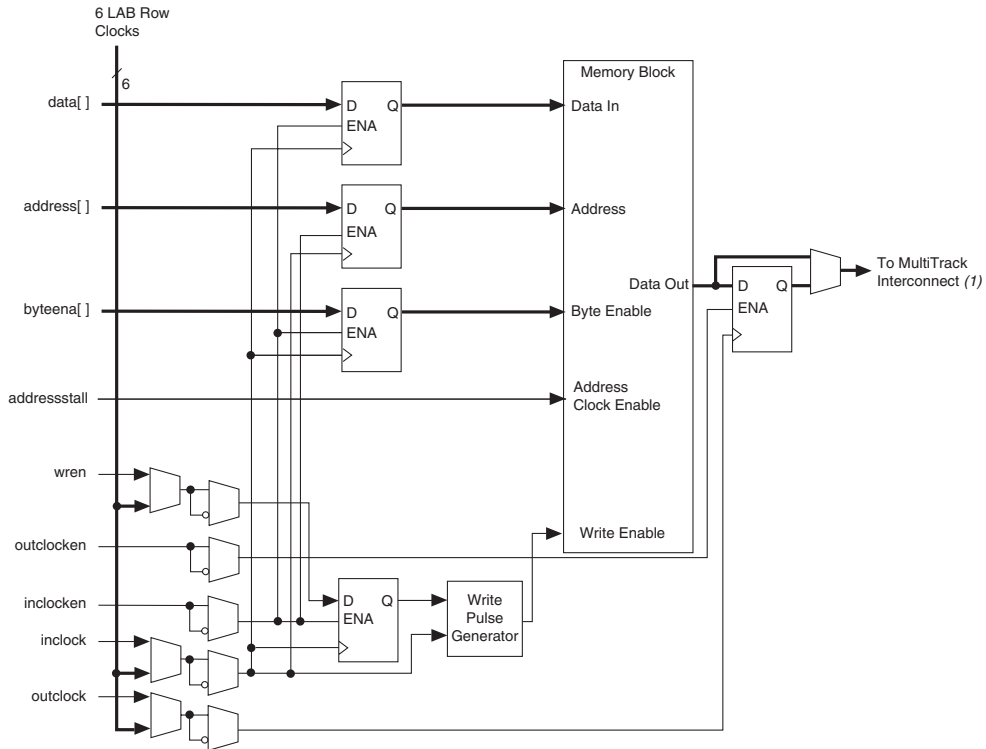 6 LAB Row
Clocks
6
data[ ]
D Q
ENA
Memory Block
Data In
address[ ]
D Q
ENA
Address
byteena[ ]
D Q
ENA
Byte Enable
Data Out
D Q
ENA
To MultiTrack
Interconnect (1)
addressstall
Address
Clock Enable
wren
outclocken
Write Enable
inclocken
D Q
ENA
Write
Pulse
Generator
inclock
outclock